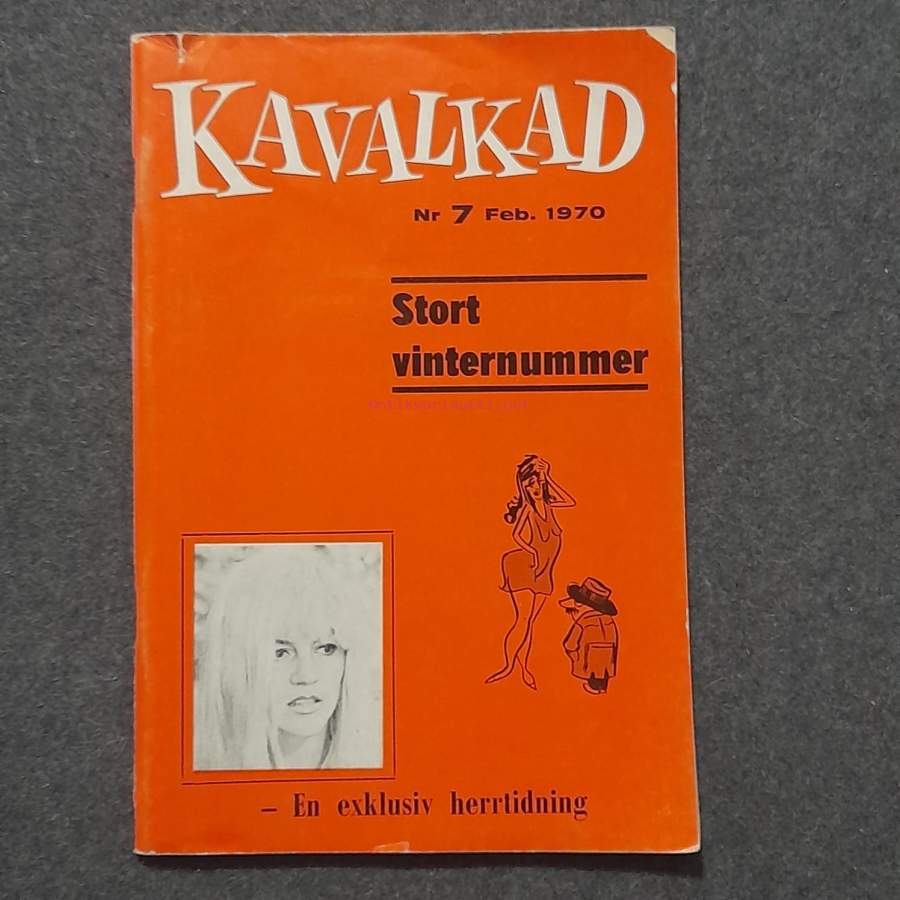 KAVALKAD
Nr 7 Feb. 1970
Stort
vinternummer
– En exklusiv herrtidning